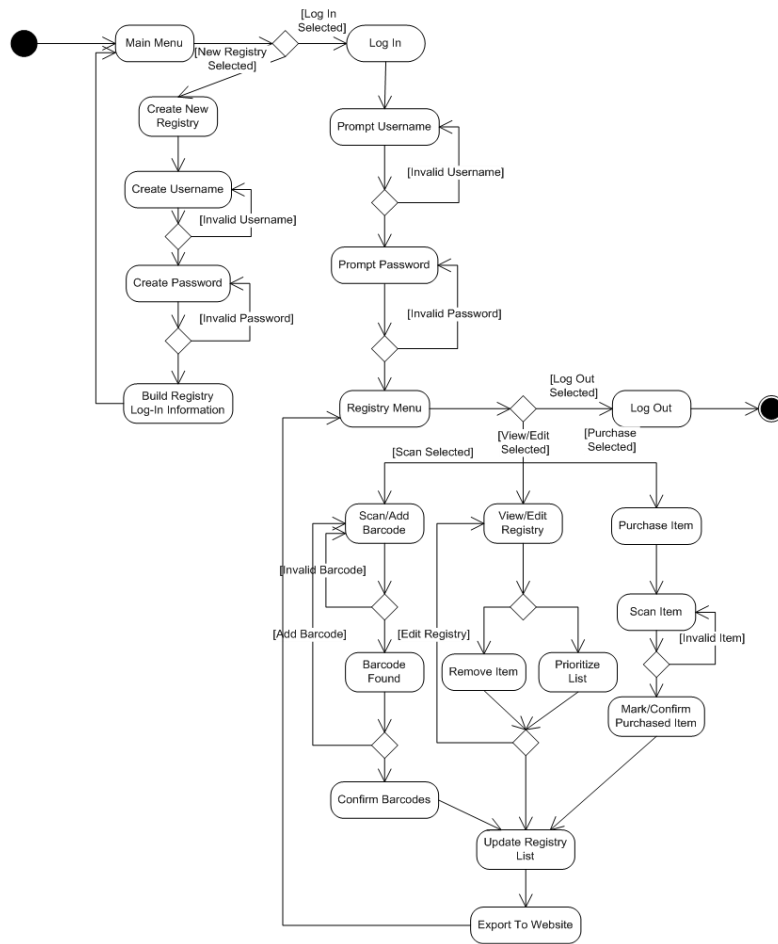 [Log In
Selected]
Main Menu
Log In
[New Registry
Selected]
Create New
Registry
Prompt Username
[Invalid Username]
Create Username
[Invalid Username]
Prompt Password
Create Password
[Invalid Password]
[Invalid Password]
Build Registry
Log-In Information
Registry Menu
[Log Out
Selected]
Log Out
[View/Edit
Selected]
[Purchase
Selected]
[Scan Selected]
Scan/Add
Barcode
View/Edit
Registry
Purchase Item
[Invalid Barcode]
Scan Item
[Invalid Item]
[Add Barcode]
[Edit Registry]
Barcode
Found
Remove Item
Prioritize
List
Mark/Confirm
Purchased Item
Confirm Barcodes
Update Registry
List
Export To Website